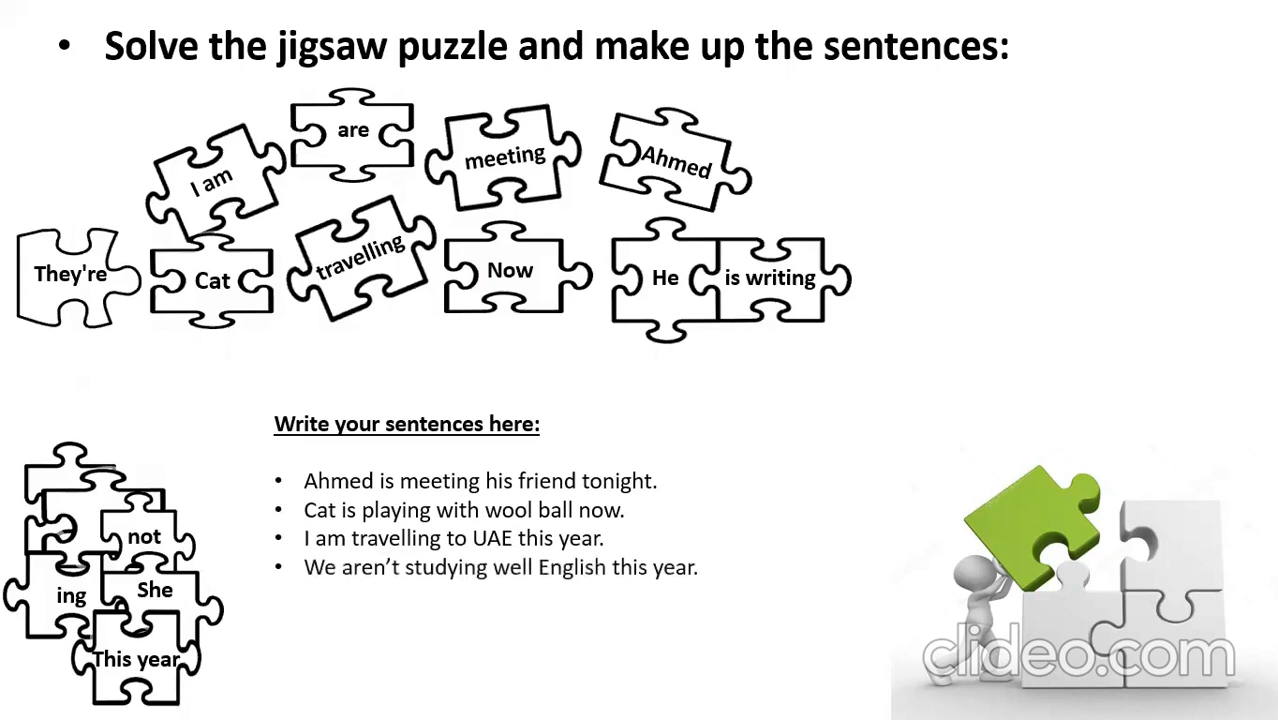 • Solve the jigsaw puzzle and make up the sentences:
are
meeting
Ahmed
I am
travelling
They're
Cat
Now
He
is writing
Write your sentences here:
• Ahmed is meeting his friend tonight.
• Cat is playing with wool ball now.
• I am travelling to UAE this year.
• We aren’t studying well English this year.
not
She
ing
This year
clideo.com